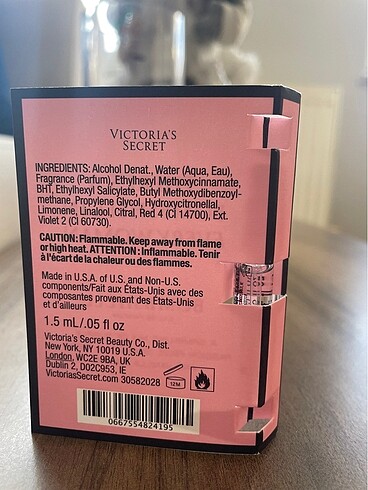 VICTORIA'S
SECRET
INGREDIENTS: Alcohol Denat., Water (Aqua, Eau),
Fragrance (Parfum), Ethylhexyl Methoxycinnamate,
BHT, Ethylhexyl Salicylate, Butyl Methoxydibenzoyl-
methane, Propylene Glycol, Hydroxycitronellal,
Limonene, Linalool, Citral, Red 4 (CI 14700), Ext.
Violet 2 (CI 60730).
CAUTION: Flammable. Keep away from flame
or high heat. ATTENTION : Inflammable. Tenir
à l'écart de la chaleur ou des flammes.
Made in U.S.A. of U.S. and Non-U.S.
components/Fait aux États-Unis avec des
composantes provenant des États-Unis
et d'ailleurs
1.5 mL/.05 fl oz
Victoria's Secret Beauty Co., Dist.
New York, NY 10019 U.S.A.
London, WC2E 9BA, UK
Dublin 2, D02C953, IE
VictoriasSecret.com 30582028
12M
0667554824195